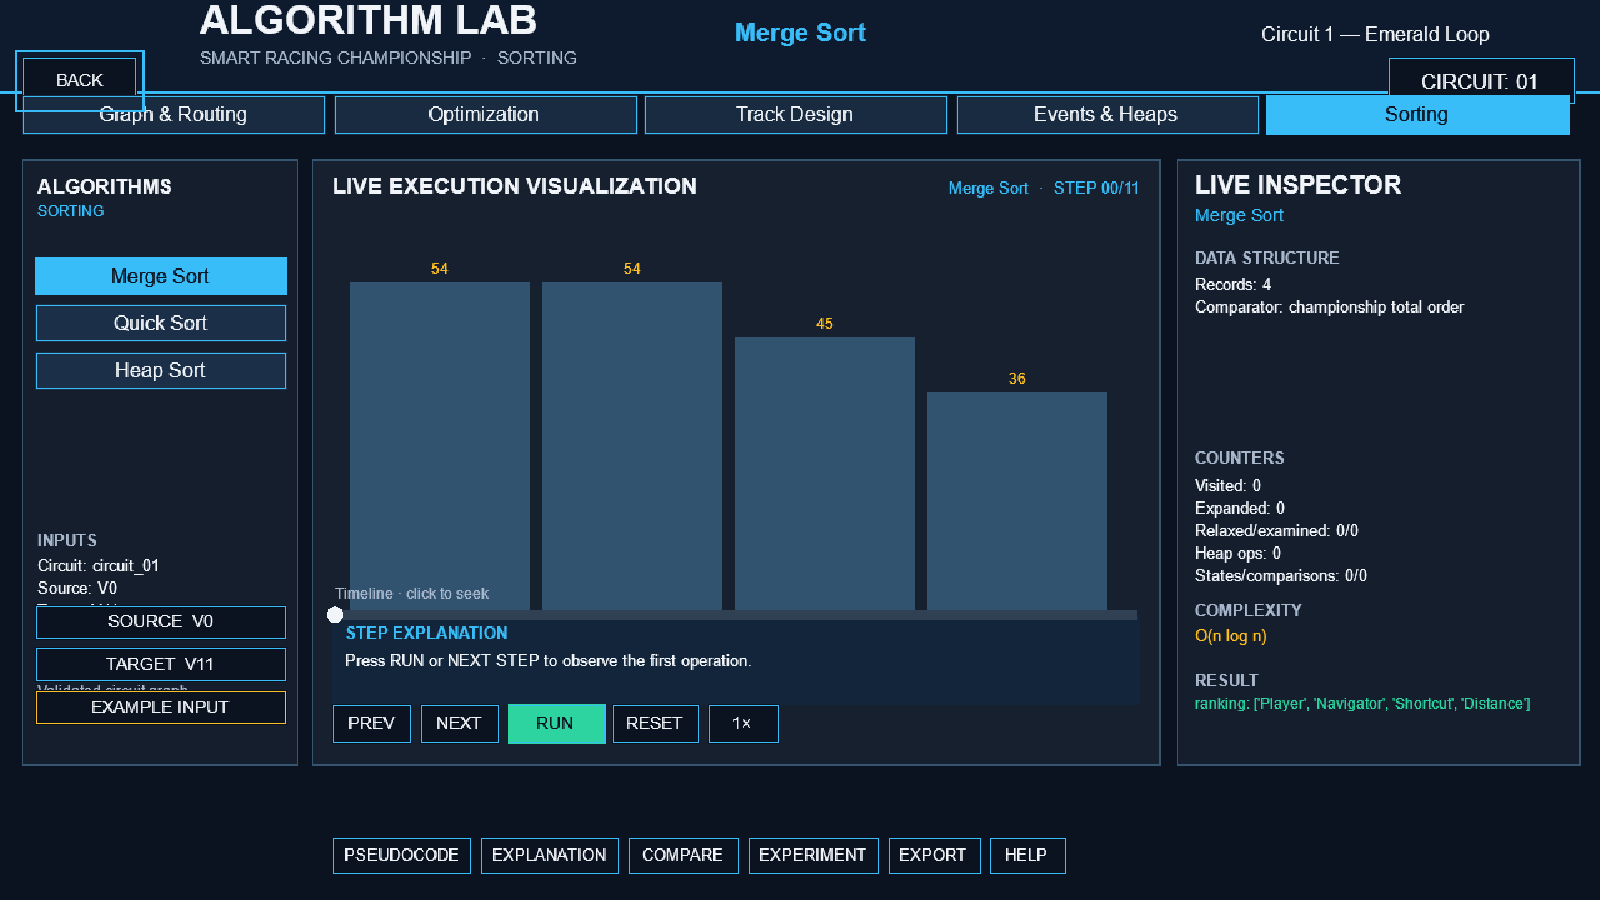 ALGORITHM LAB
SMART RACING CHAMPIONSHIP · SORTING
Merge Sort
Circuit 1 — Emerald Loop
BACK
CIRCUIT: 01
Graph & Routing
Optimization
Track Design
Events & Heaps
Sorting
ALGORITHMS
SORTING
Merge Sort
Quick Sort
Heap Sort
INPUTS
Circuit: circuit_01
Source: V0
SOURCE V0
TARGET V11
Validated circuit graph
EXAMPLE INPUT
LIVE EXECUTION VISUALIZATION
Merge Sort · STEP 00/11
54
54
45
36
Timeline - click to seek
STEP EXPLANATION
Press RUN or NEXT STEP to observe the first operation.
PREV
NEXT
RUN
RESET
1×
LIVE INSPECTOR
Merge Sort
DATA STRUCTURE
Records: 4
Comparator: championship total order
COUNTERS
Visited: 0
Expanded: 0
Relaxed/examined: 0/0
Heap ops: 0
States/comparisons: 0/0
COMPLEXITY
O(n log n)
RESULT
ranking: ['Player', 'Navigator', 'Shortcut', 'Distance']
PSEUDOCODE
EXPLANATION
COMPARE
EXPERIMENT
EXPORT
HELP